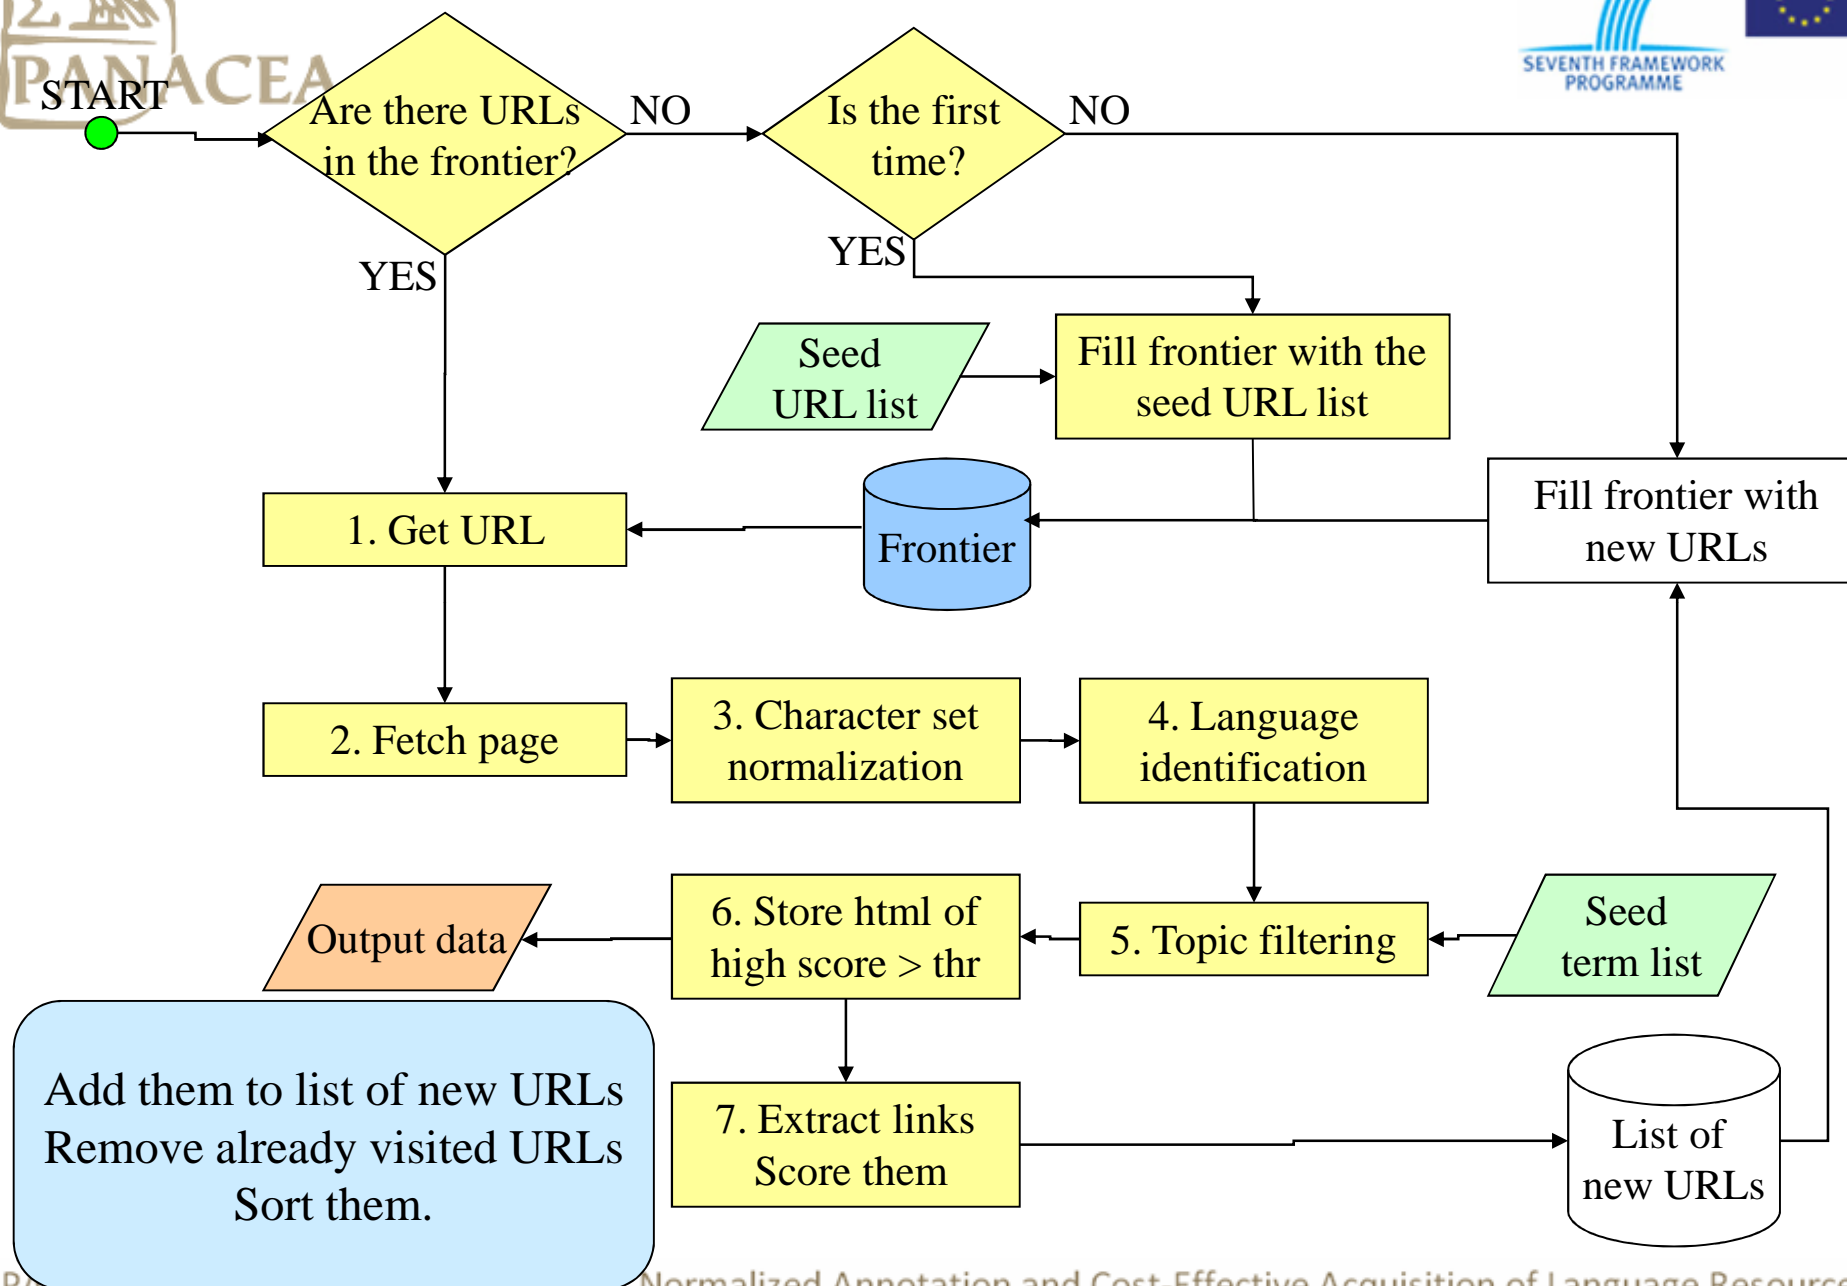 PANACEA
SEVENTH FRAMEWORK
PROGRAMME
START
Are there URLs
in the frontier?
NO
Is the first
time?
NO
YES
YES
Seed
URL list
Fill frontier with the
seed URL list
Fill frontier with
new URLs
1. Get URL
Frontier
2. Fetch page
3. Character set
normalization
4. Language
identification
Output data
6. Store html of
high score > thr
5. Topic filtering
Seed
term list
Add them to list of new URLs
Remove already visited URLs
Sort them.
7. Extract links
Score them
List of
new URLs
Normalized Annotation and Cost-Effective Acquisition of Language Resource